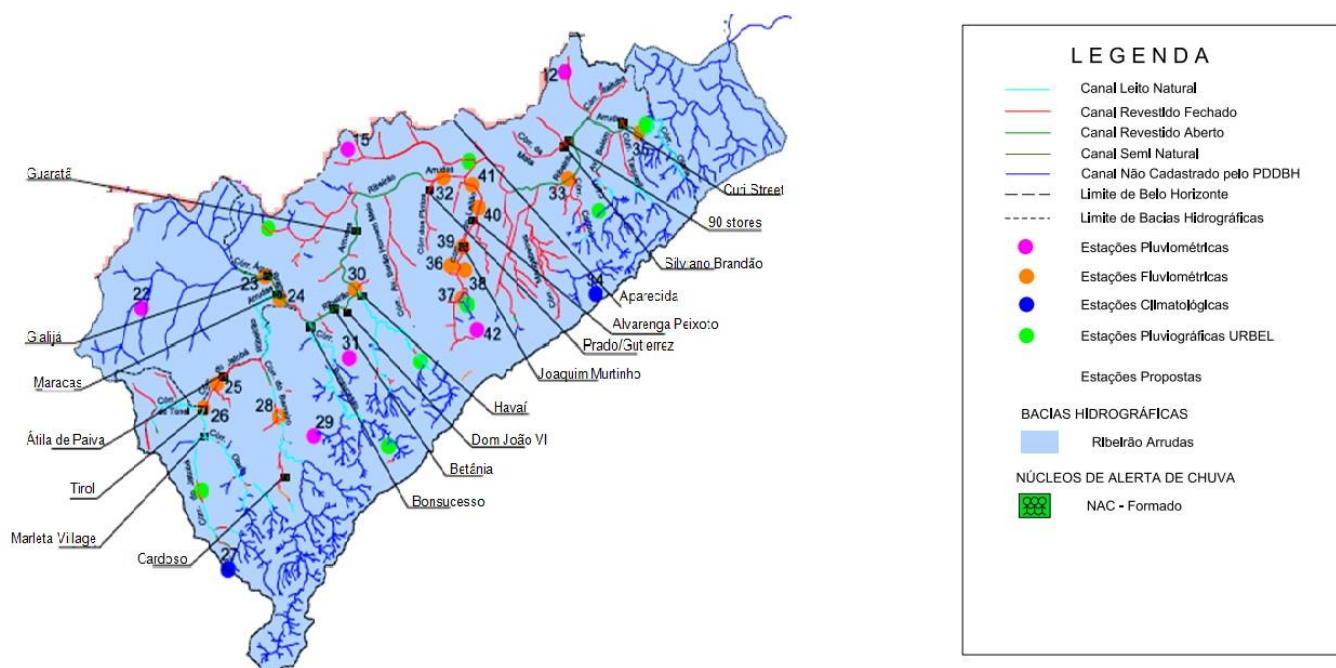 12
15
Guaratã
Ribeirão
Arrudas
32
41
40
39
36
38
37
42
33
35
34
Curi Street
90 stores
Silviano Brandão
Aparecida
Alvarenga Peixoto
Prado/Gutierrez
Joaquim Murtinho
Havaí
Dom João VI
Betânia
Bonsucesso
22
23
24
30
31
Galijá
Maracas
25
26
28
29
Átila de Paiva
Tirol
Marieta Village
Cardoso
27
LEGENDA
Canal Leito Natural
Canal Revestido Fechado
Canal Revestido Aberto
Canal Semi Natural
Canal Não Cadastrado pelo PDDBH
Limite de Belo Horizonte
Limite de Bacias Hidrográficas
Estações Pluviométricas
Estações Fluviométricas
Estações Climatológicas
Estações Pluviográficas URBEL
Estações Propostas
BACIAS HIDROGRÁFICAS
Ribeirão Arrudas
NÚCLEOS DE ALERTA DE CHUVA
NAC - Formado